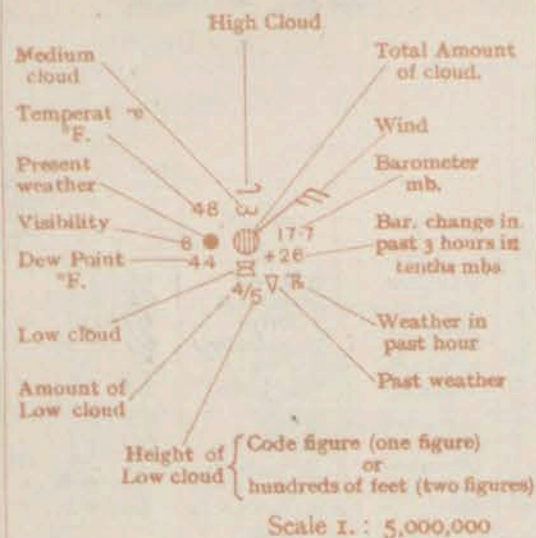 High Cloud
Medium
cloud
Total Amount
of cloud.
Temperat re
°F.
Wind
Present
weather
Barometer
mb.
48
Visibility
6
17.7
Bar. change in
past 3 hours in
tenths mbs.
Dew Point
°F.
44
+26
4/5
Low cloud
Weather in
past hour
Amount of
Low cloud
Past weather
Height of
Low cloud
Code figure (one figure)
or
hundreds of feet (two figures)
Scale 1. : 5,000,000